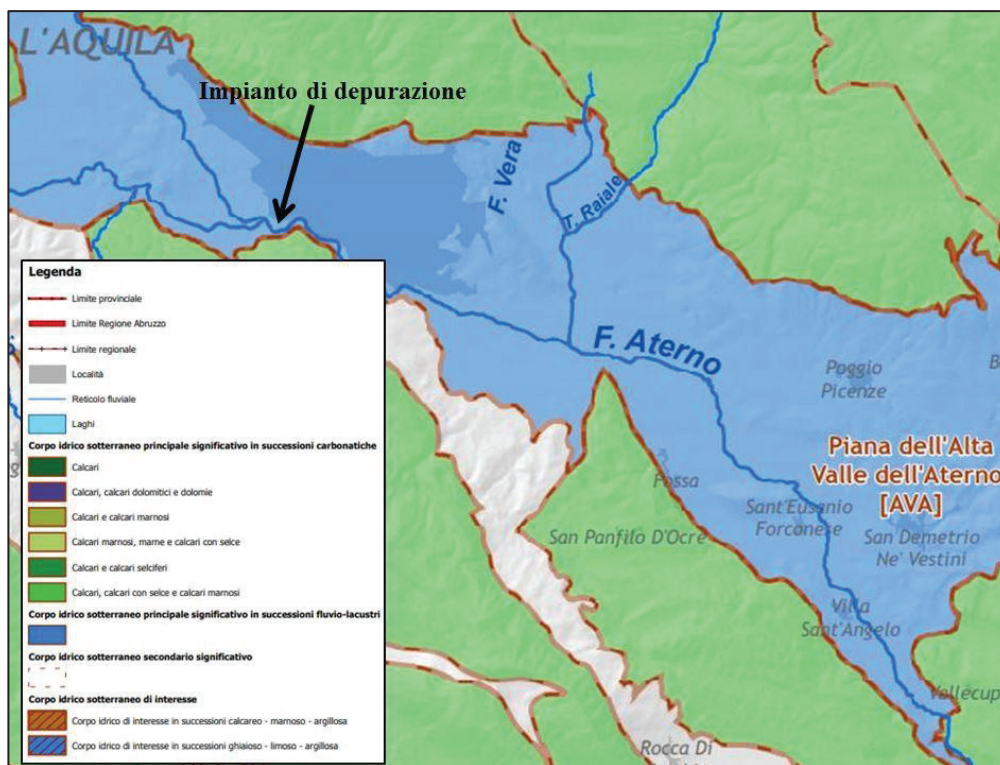 L'AQUILA
Impianto di depurazione
F. Vera
T. Raiale
F. Aterno
Poggio
Picenze
Piana dell'Alta
Valle dell'Aterno
[AVA]
Fossa
Sant'Eusanio
Forconese
San Panfilo D'Ocre
San Demetrio
Ne' Vestini
Villa
Sant'Angelo
Vallecup
Rocca Di
Legenda
Limite provinciale
Limite Regione Abruzzo
Limite regionale
Località
Reticolo fluviale
Laghi
Corpo idrico sotterraneo principale significativo in successioni carbonatiche
Calcari
Calcari, calcari dolomitici e dolomie
Calcari e calcari marnosi
Calcari marnosi, marne e calcari con selce
Calcari e calcari selciferi
Calcari, calcari con selce e calcari marnosi
Corpo idrico sotterraneo principale significativo in successioni fluvio-lacustri
Corpo idrico sotterraneo secondario significativo
Corpo idrico sotterraneo di interesse
Corpo idrico di interesse in successioni calcareo - marnoso - argillosa
Corpo idrico di interesse in successioni ghiaioso - limoso - argillosa